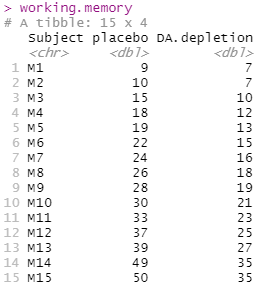 > working.memory
# A tibble: 15 x 4
Subject placebo DA.depletion
<chr> <dbl> <dbl>
1 M1 9 7
2 M2 10 7
3 M3 15 10
4 M4 18 12
5 M5 19 13
6 M6 22 15
7 M7 24 16
8 M8 26 18
9 M9 28 19
10 M10 30 21
11 M11 33 23
12 M12 37 25
13 M13 39 27
14 M14 49 35
15 M15 50 35